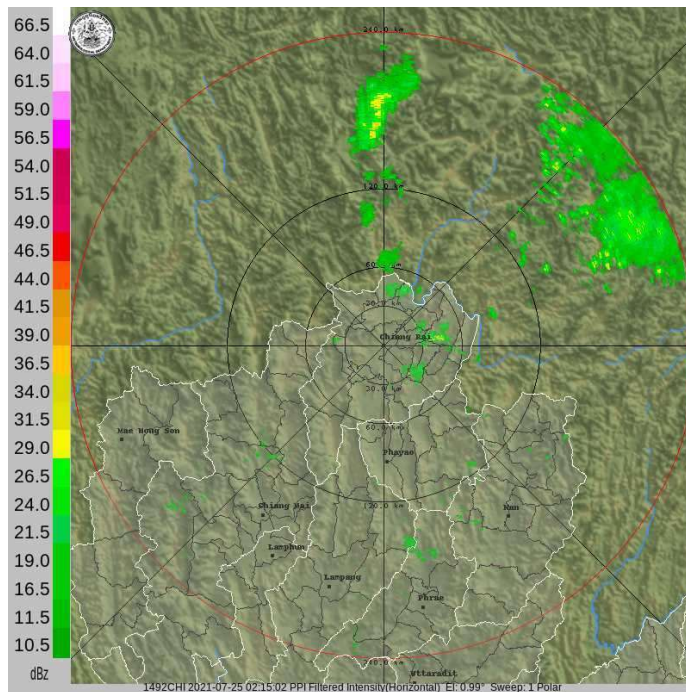 66.5
64.0
61.5
59.0
56.5
54.0
51.5
49.0
46.5
44.0
41.5
39.0
36.5
34.0
31.5
29.0
26.5
24.0
21.5
19.0
16.5
11.5
10.5
dBz
240.0 km
120.0 km
60.0 km
Chiang Rai
30.0 km
60.0 km
Mae Hong Son
Phayao
120.0 km
Chiang Mai
Nan
Lamphun
Lampang
Phrae
240.0 km
Uttaradit
1492CHI 2021-07-25 02:15:02 PPI Filtered Intensity(Horizontal) El: 0.99° Sweep: 1 Polar